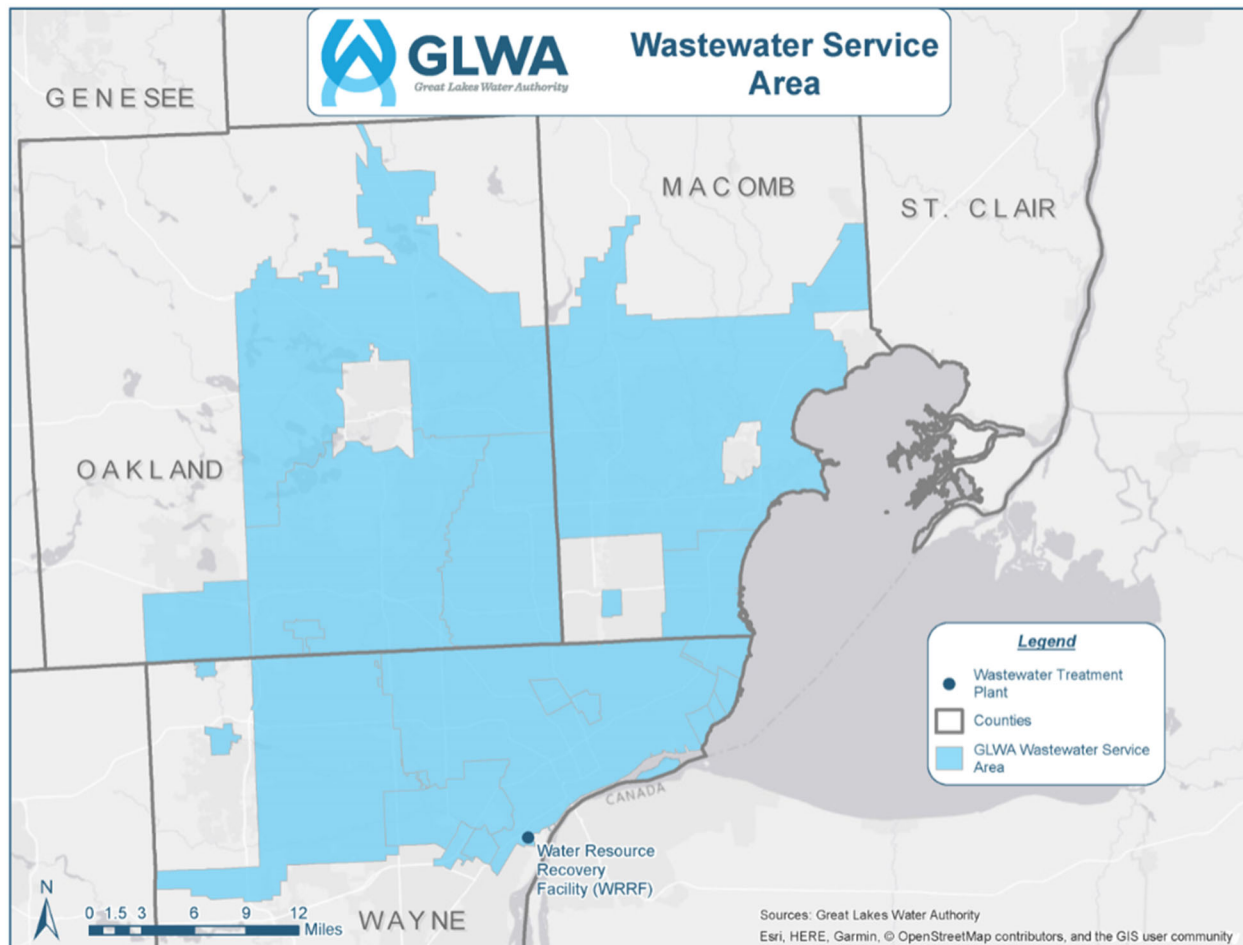 GLWA
Great Lakes Water Authority
Wastewater Service
Area
GENESEE
MACOMB
ST. CLAIR
OAKLAND
Legend
Wastewater Treatment
Plant
Counties
GLWA Wastewater Service
Area
CANADA
Water Resource
Recovery
Facility (WRRF)
WAYNE
N
0 1.5 3 6 9 12
Miles
Sources: Great Lakes Water Authority
Esri, HERE, Garmin, © OpenStreetMap contributors, and the GIS user community